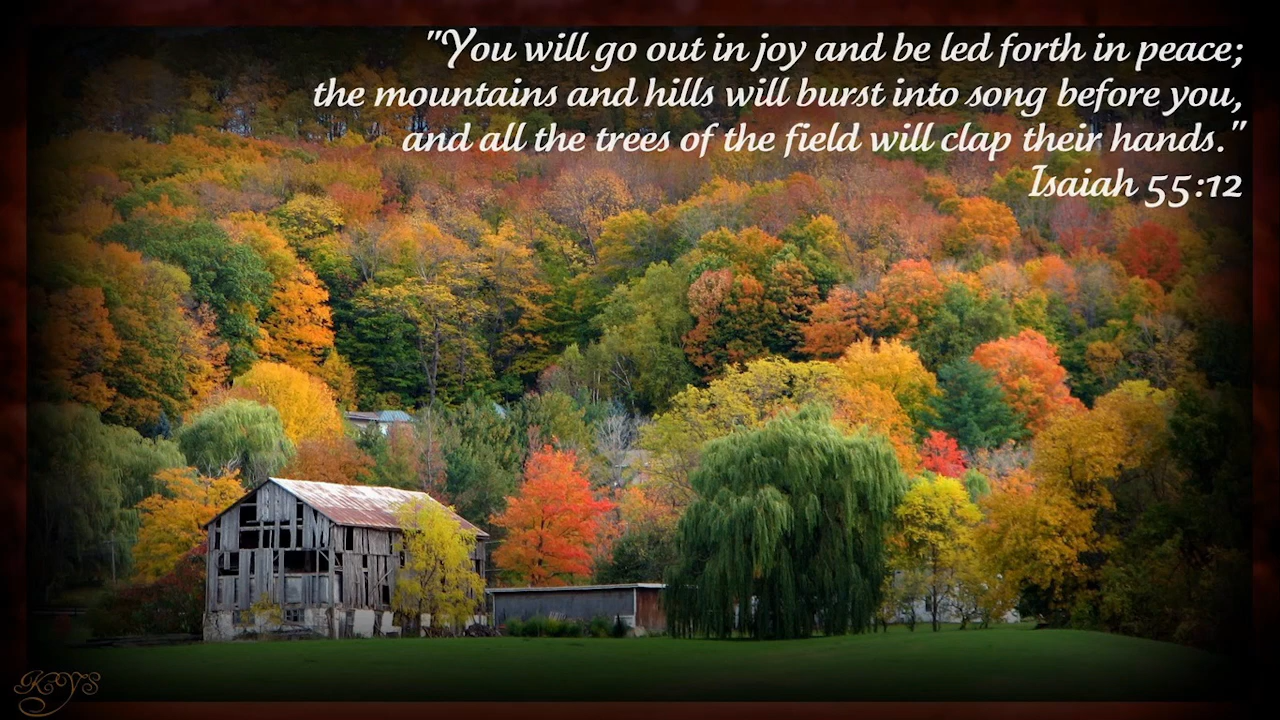 "You will go out in joy and be led forth in peace;
the mountains and hills will burst into song before you,
and all the trees of the field will clap their hands."
Isaiah 55:12
KYS